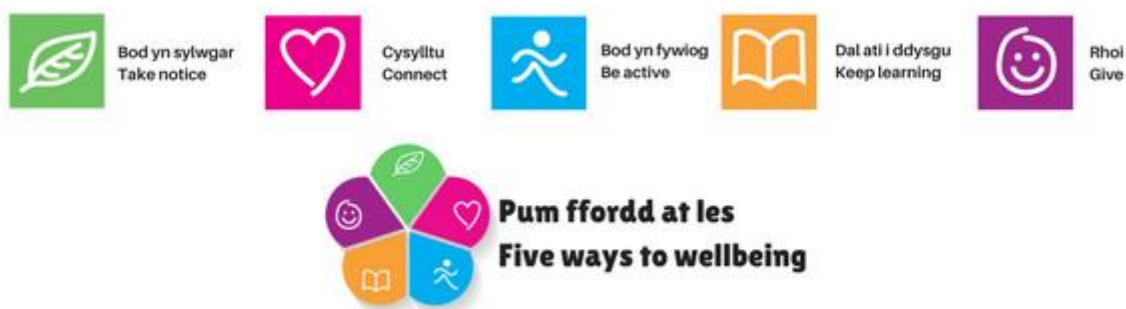 Bod yn sylwgar
Take notice
Cysylltu
Connect
Bod yn fywiog
Be active
Dal ati i ddysgu
Keep learning
Rhoi
Give
Pum ffordd at les
Five ways to wellbeing